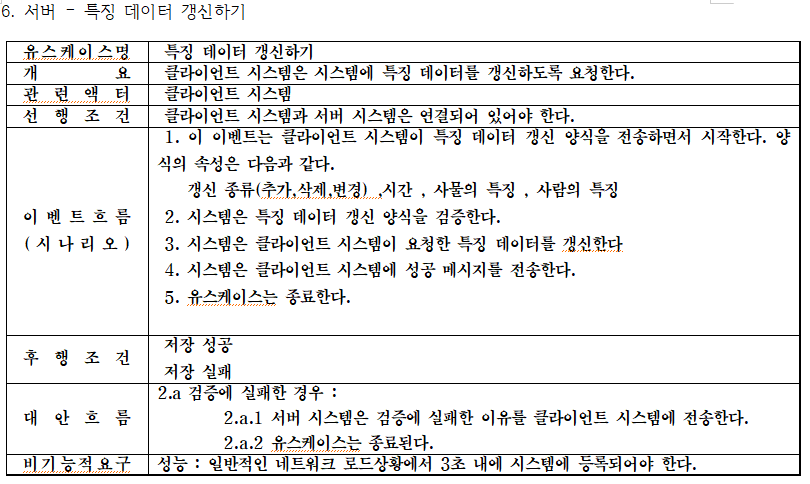 6. 서버 - 특징 데이터 갱신하기
유스케이스명 특징 데이터 갱신하기
개 요 클라이언트 시스템은 시스템에 특징 데이터를 갱신하도록 요청한다.
관 련 액 터 클라이언트 시스템
선 행 조 건 클라이언트 시스템과 서버 시스템은 연결되어 있어야 한다.
이 벤 트 흐 름
( 시 나 리 오 )
1. 이 이벤트는 클라이언트 시스템이 특징 데이터 갱신 양식을 전송하면서 시작한다. 양
식의 속성은 다음과 같다.
갱신 종류(추가,삭제,변경) ,시간 , 사물의 특징 , 사람의 특징
2. 시스템은 특징 데이터 갱신 양식을 검증한다.
3. 시스템은 클라이언트 시스템이 요청한 특징 데이터를 갱신한다
4. 시스템은 클라이언트 시스템에 성공 메시지를 전송한다.
5. 유스케이스는 종료한다.
후 행 조 건
저장 성공
저장 실패
대 안 흐 름
2.a 검증에 실패한 경우 :
2.a.1 서버 시스템은 검증에 실패한 이유를 클라이언트 시스템에 전송한다.
2.a.2 유스케이스는 종료된다.
비기능적요구 성능 : 일반적인 네트워크 로드상황에서 3초 내에 시스템에 등록되어야 한다.